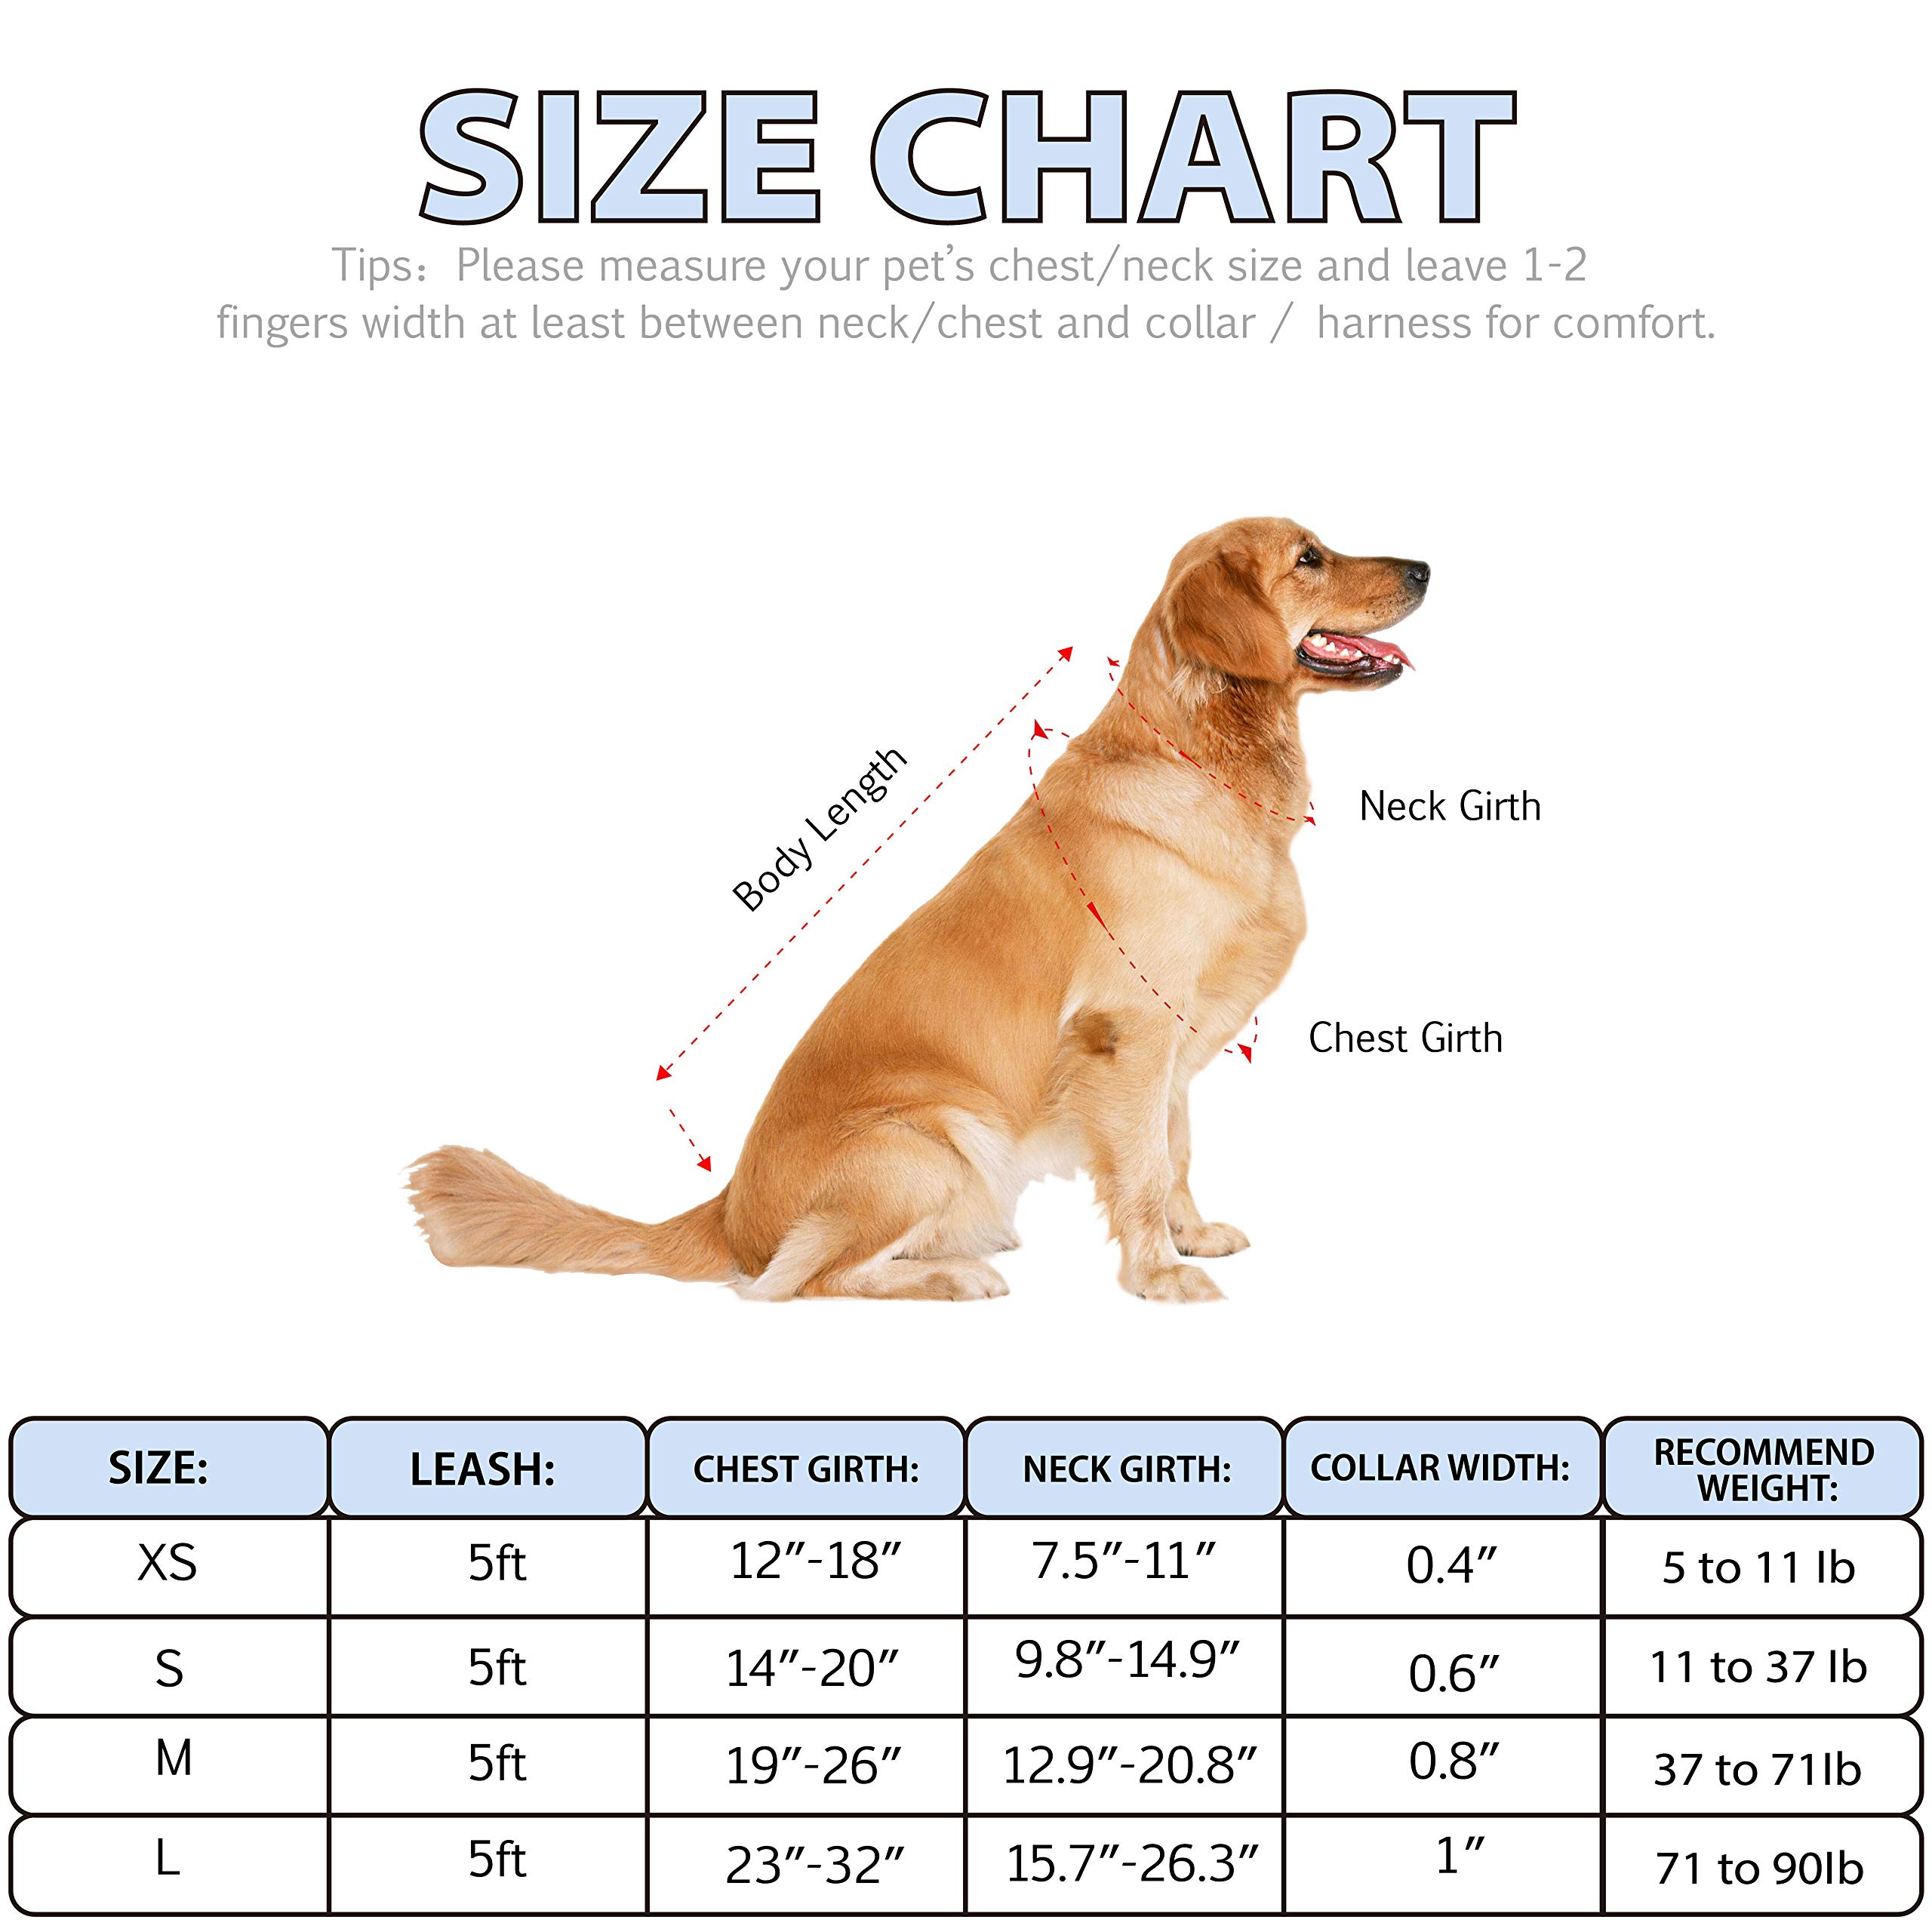 SIZE CHART
Tips： Please measure your pet’s chest/neck size and leave 1-2
fingers width at least between neck/chest and collar / harness for comfort.
Body Length
Neck Girth
Chest Girth
SIZE: LEASH: CHEST GIRTH: NECK GIRTH: COLLAR WIDTH: RECOMMEND WEIGHT:
XS 5ft 12”-18” 7.5”-11” 0.4” 5 to 11 lb
S 5ft 14”-20” 9.8”-14.9” 0.6” 11 to 37 lb
M 5ft 19”-26” 12.9”-20.8” 0.8” 37 to 71lb
L 5ft 23”-32” 15.7”-26.3” 1” 71 to 90lb